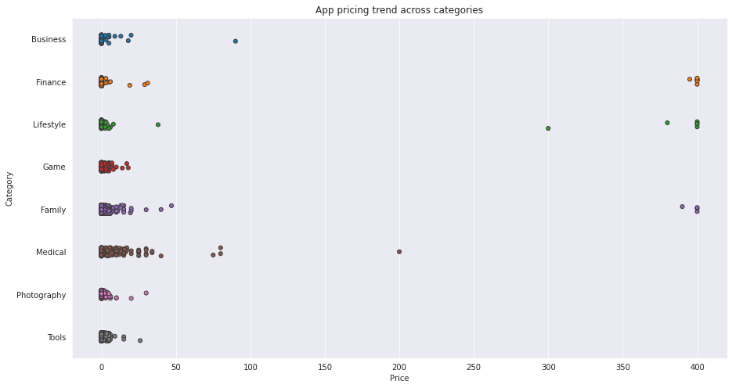 App pricing trend across categories
Business
Finance
Lifestyle
Game
Family
Medical
Photography
Tools
Category
0 50 100 150 200 250 300 350 400
Price